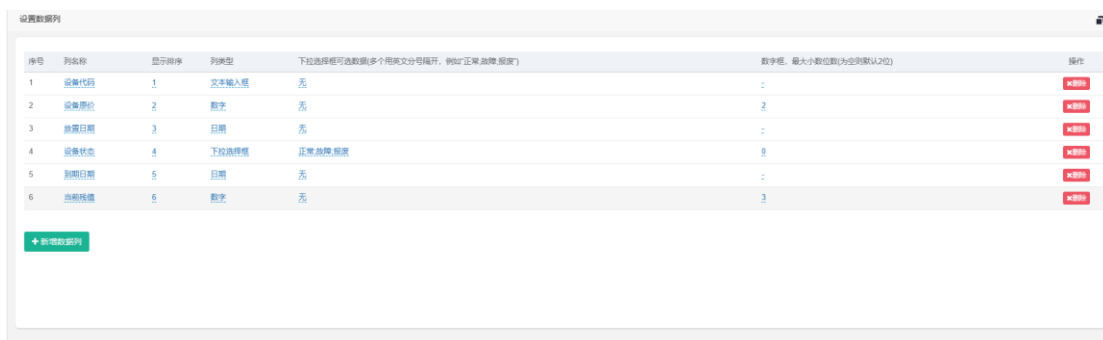 设置数据列
序号 列名称 显示排序 列类型 下拉选择框可选数据(多个用英文分号隔开，例如"正常;故障;报废") 数字框，最大小数位数(为空则默认2位) 操作
1 设备代码 1 文本输入框 无 - ×删除
2 设备原价 2 数字 无 2 ×删除
3 放置日期 3 日期 无 - ×删除
4 设备状态 4 下拉选择框 正常;故障;报废 0 ×删除
5 到期日期 5 日期 无 - ×删除
6 当前残值 6 数字 无 3 ×删除
+新增数据列